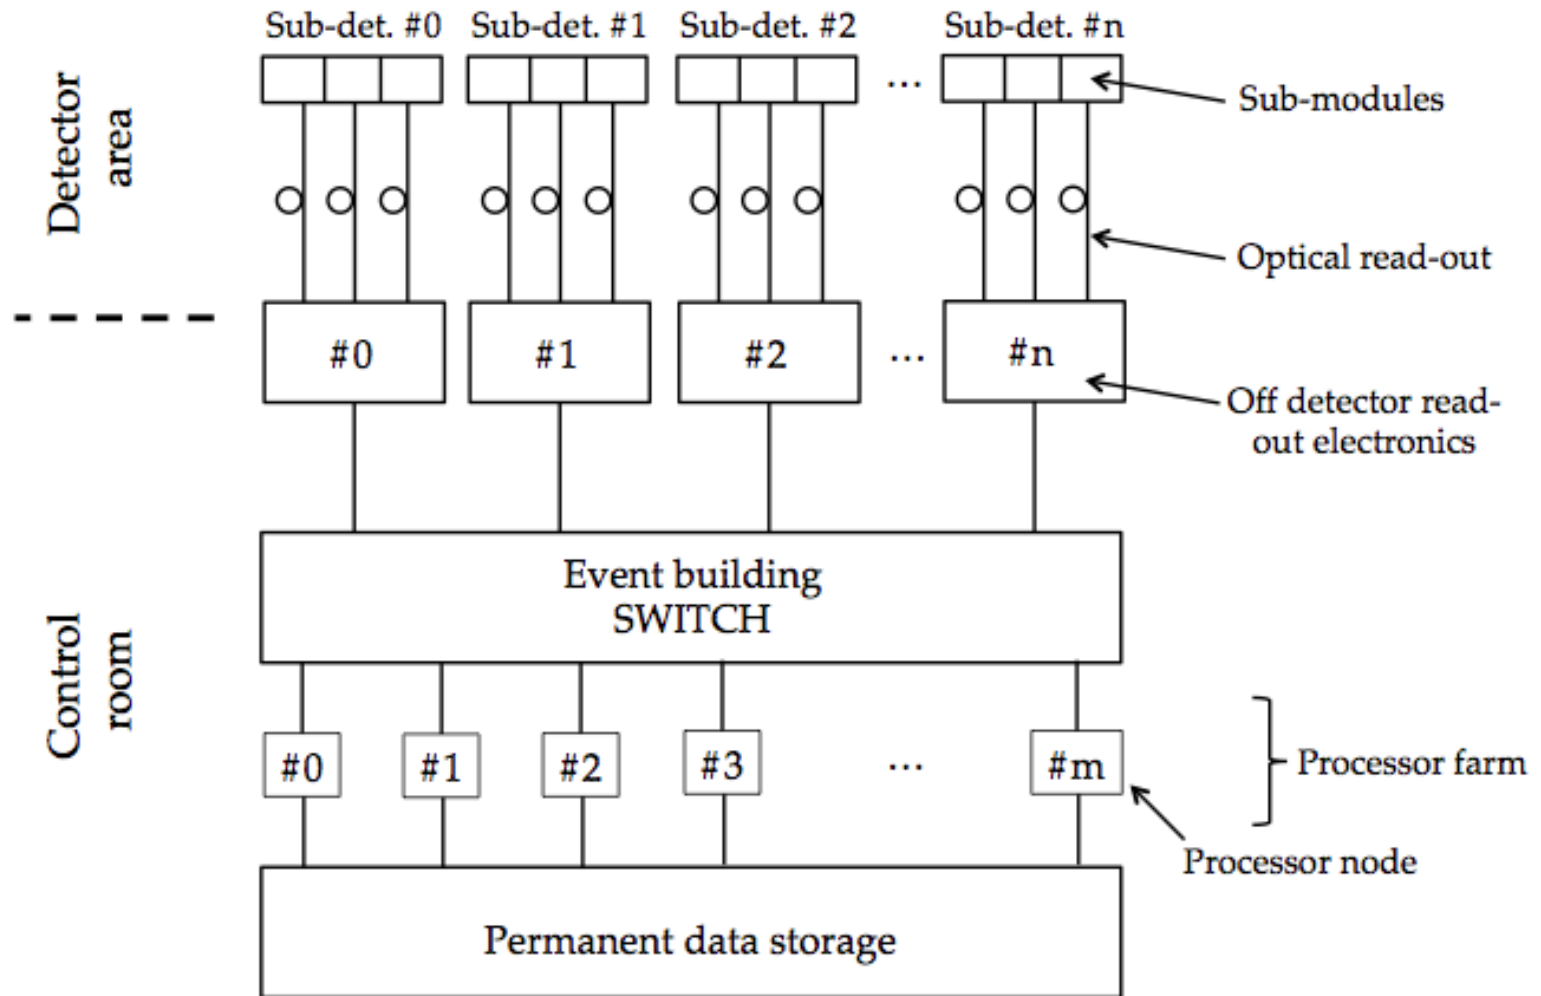 Sub-det. #0 Sub-det. #1 Sub-det. #2 Sub-det. #n
...
Sub-modules
Detector
area
Optical read-out
#0 #1 #2 ... #n
Off detector read-
out electronics
Event building
SWITCH
Control
room
#0 #1 #2 #3 ... #m
Processor farm
Processor node
Permanent data storage